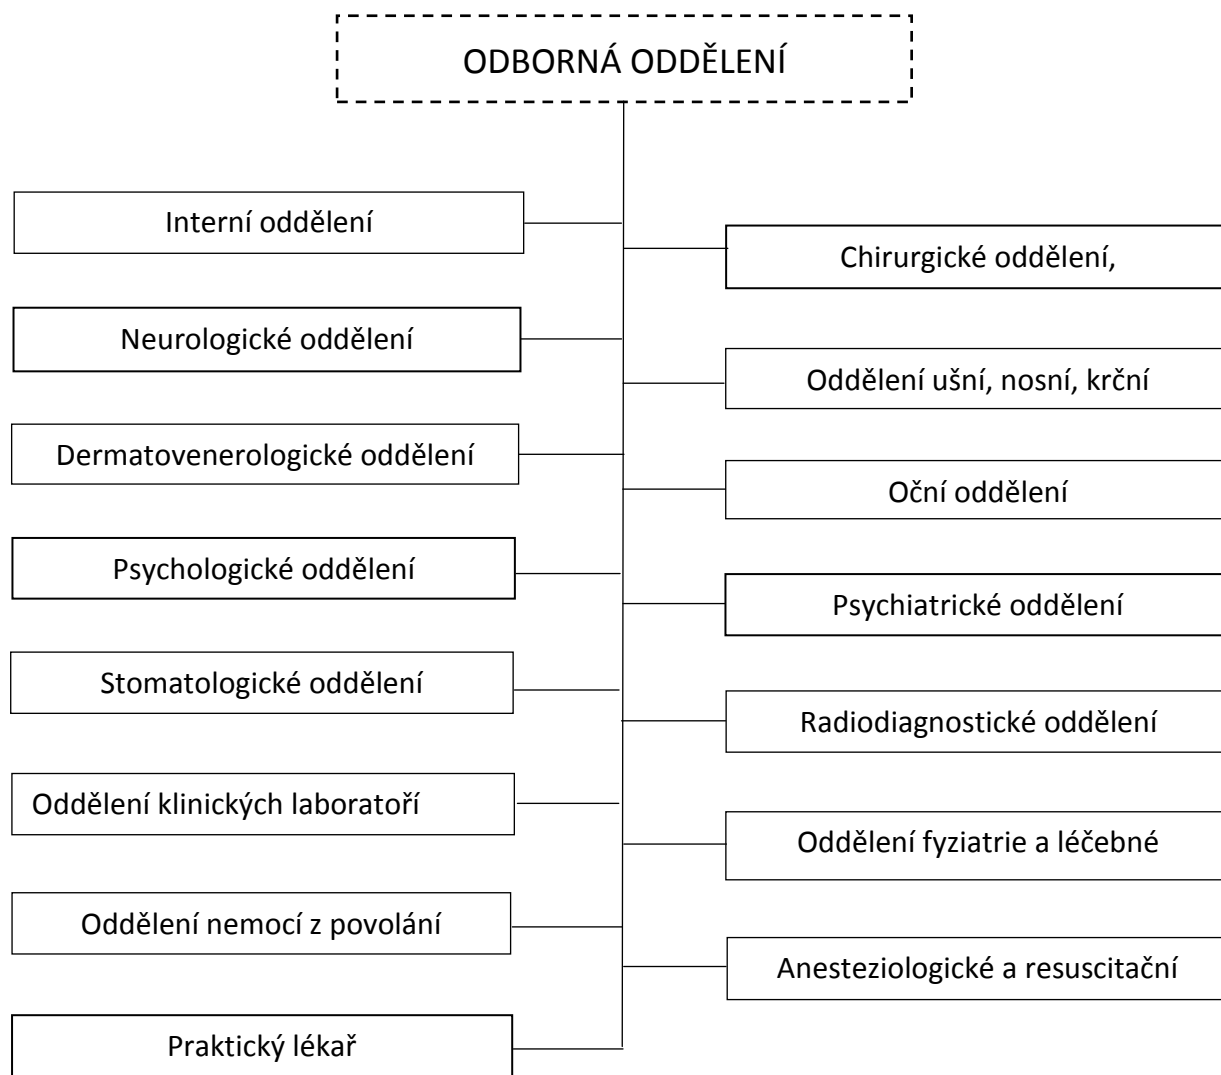 ODBORNÁ ODDĚLENÍ
Interní oddělení
Chirurgické oddělení,
Neurologické oddělení
Oddělení ušní, nosní, krční
Dermatovenerologické oddělení
Oční oddělení
Psychologické oddělení
Psychiatrické oddělení
Stomatologické oddělení
Radiodiagnostické oddělení
Oddělení klinických laboratoří
Oddělení fyziatrie a léčebné
Oddělení nemocí z povolání
Anesteziologické a resuscitační
Praktický lékař